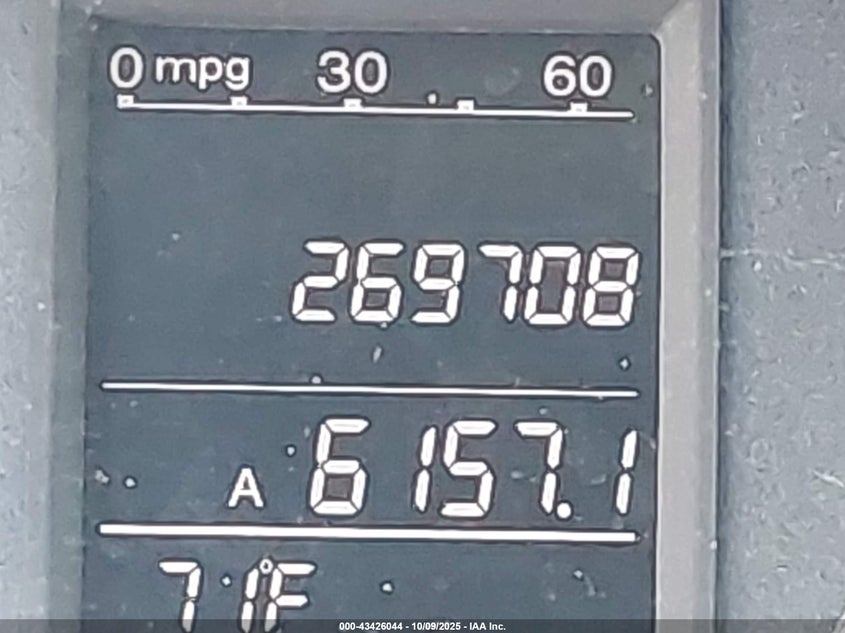 0 mpg 30 60
269708
A 6157.1
71°F
000-43426044 - 10/09/2025 - IAA Inc.